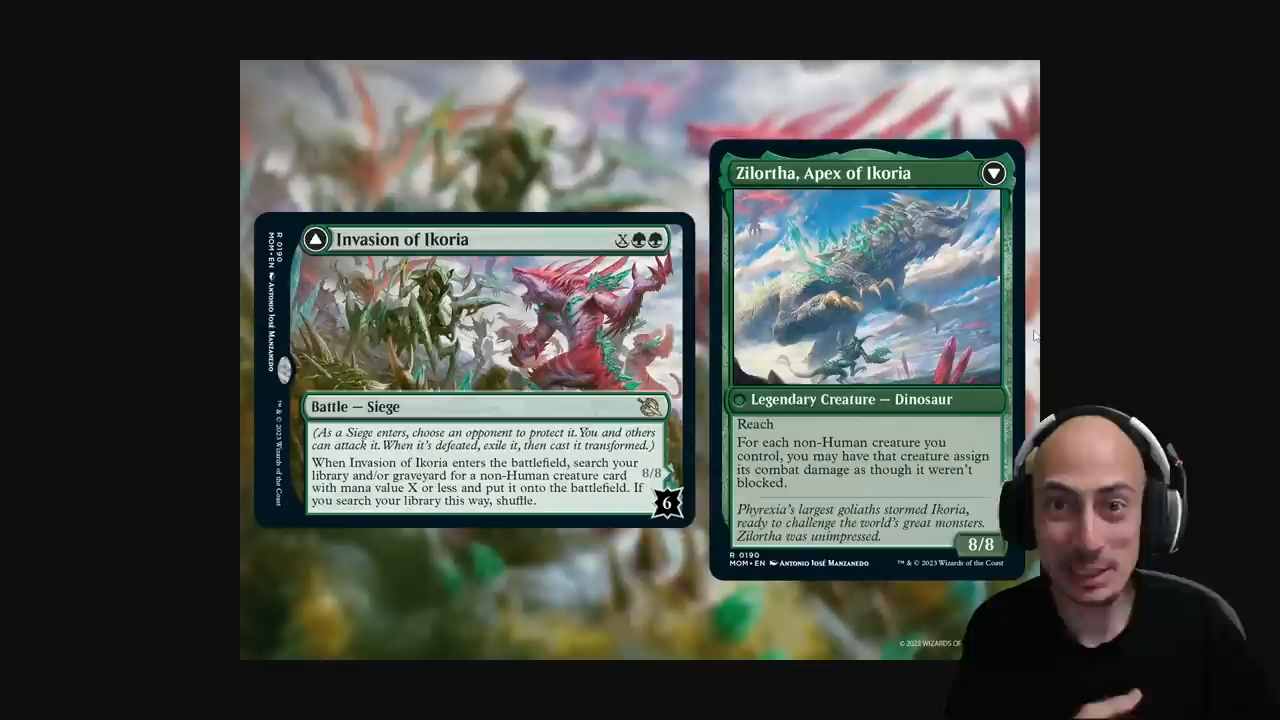 Invasion of Ikoria
X
R 0190
MOM • EN ANTONIO JOSÉ MANZANEDO
™ & © 2023 Wizards of the Coast
Battle — Siege
(As a Siege enters, choose an opponent to protect it. You and others
can attack it. When it's defeated, exile it, then cast it transformed.)
When Invasion of Ikoria enters the battlefield, search your
library and/or graveyard for a non-Human creature card
with mana value X or less and put it onto the battlefield. If
you search your library this way, shuffle.
8/8
6
Zilortha, Apex of Ikoria
Legendary Creature — Dinosaur
Reach
For each non-Human creature you
control, you may have that creature assign
its combat damage as though it weren't
blocked.
Phyrexia's largest goliaths stormed Ikoria,
ready to challenge the world's great monsters.
Zilortha was unimpressed.
8/8
R 0190
MOM • EN ANTONIO JOSÉ MANZANEDO
™ & © 2023 Wizards of the Coast
© 2023 WIZARDS OF